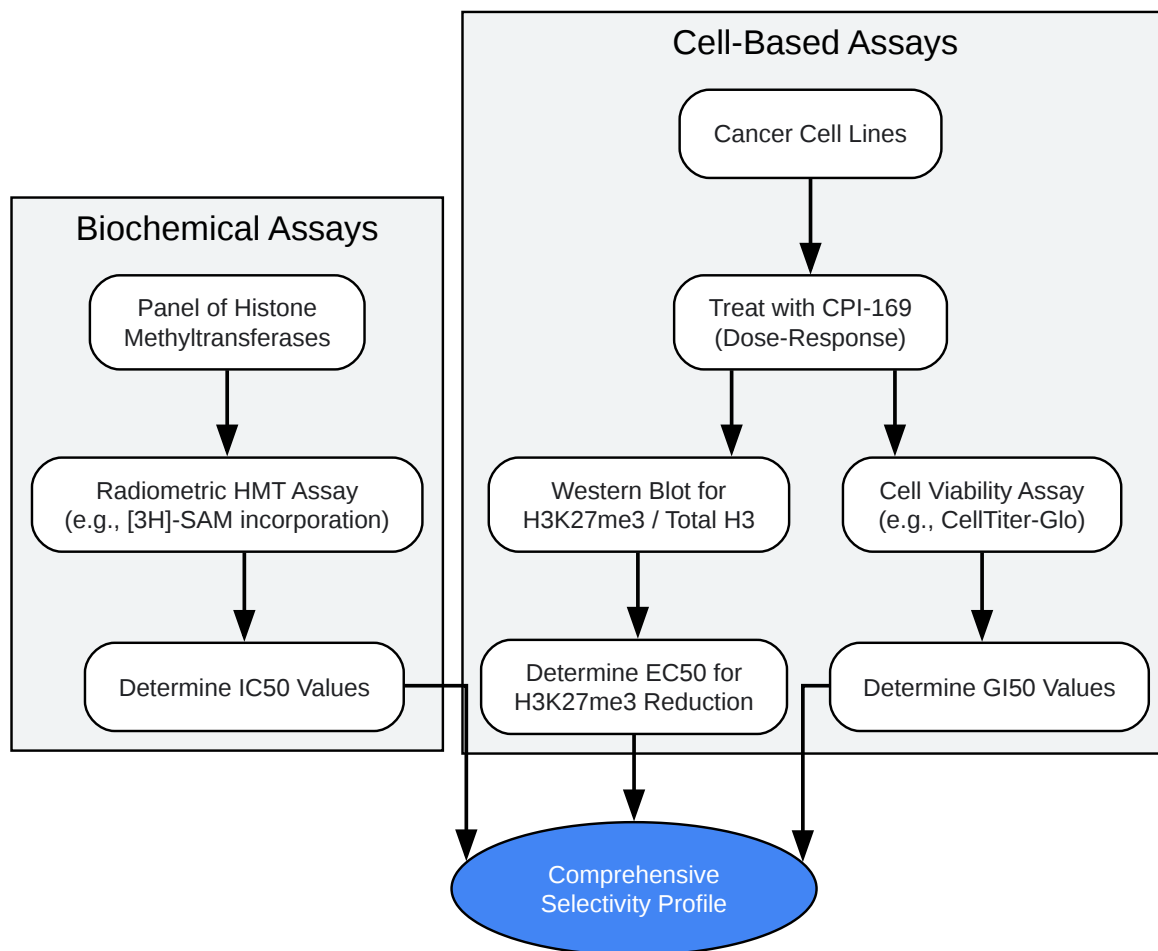 Cell-Based Assays
Cancer Cell Lines
Treat with CPI-169
(Dose-Response)
Western Blot for
H3K27me3 / Total H3
Cell Viability Assay
(e.g., CellTiter-Glo)
Determine EC50 for
H3K27me3 Reduction
Determine GI50 Values
Biochemical Assays
Panel of Histone
Methyltransferases
Radiometric HMT Assay
(e.g., [3H]-SAM incorporation)
Determine IC50 Values
Comprehensive
Selectivity Profile